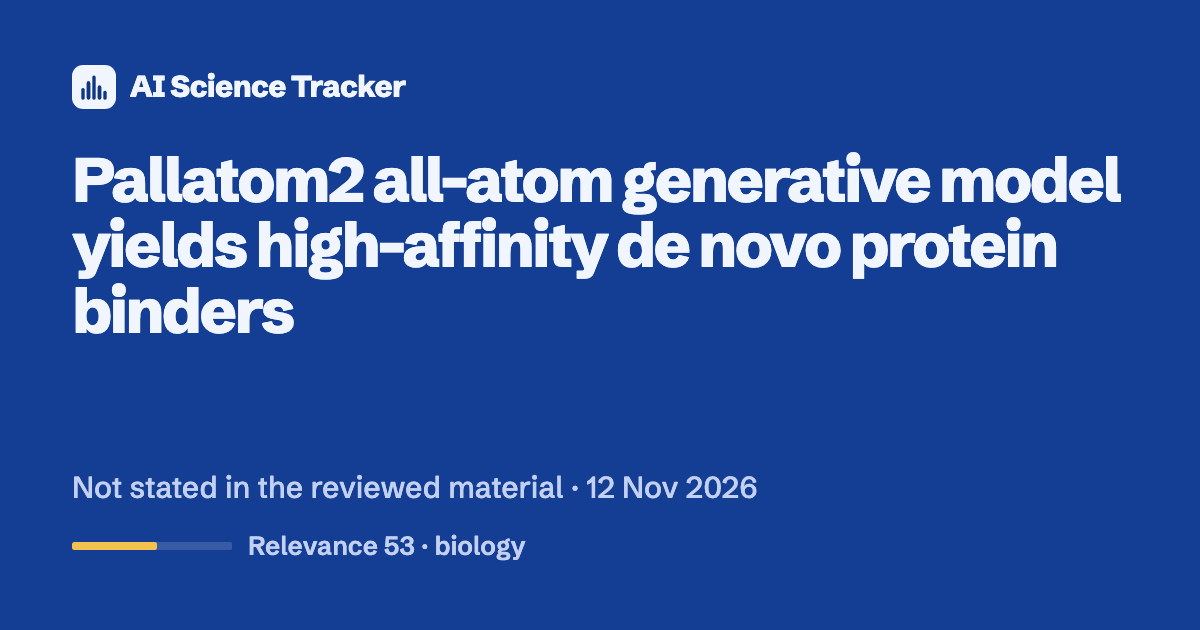 AI Science Tracker
Pallatom2 all-atom generative model
yields high-affinity de novo protein
binders
Not stated in the reviewed material · 12 Nov 2026
Relevance 53 · biology